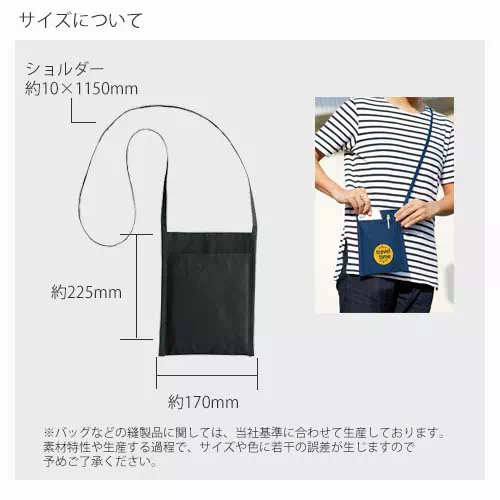 サイズについて
ショルダー
約10×1150mm
約225mm
約170mm
travel
time
※バッグなどの縫製品に関しては、当社基準に合わせて生産しております。
素材特性や生産する過程で、サイズや色に若干の誤差が生じますので
予めご了承ください。